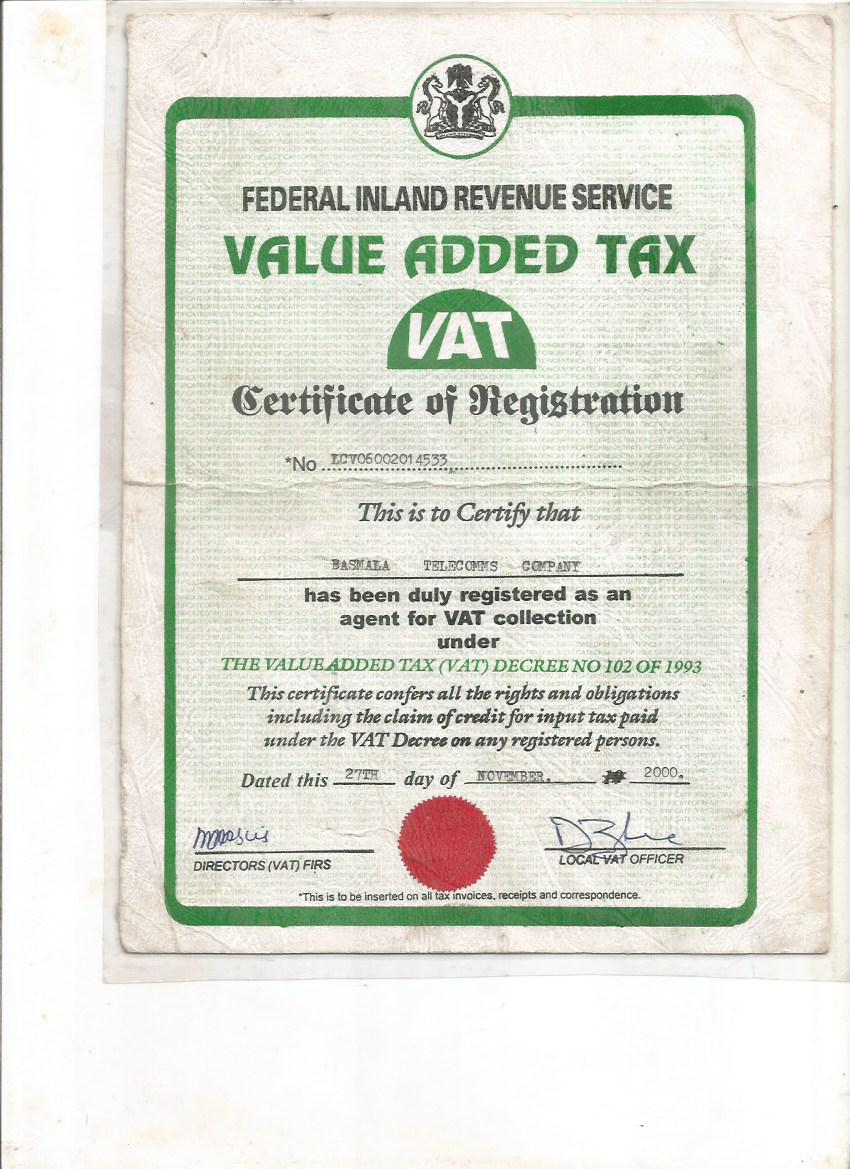 FEDERAL INLAND REVENUE SERVICE
VALUE ADDED TAX
VAT
Certificate of Registration
*No LCV06002014533
This is to Certify that
BASMALA TELECOMMS COMPANY
has been duly registered as an
agent for VAT collection
under
THE VALUE ADDED TAX (VAT) DECREE NO 102 OF 1993
This certificate confers all the rights and obligations
including the claim of credit for input tax paid
under the VAT Decree on any registered persons.
Dated this 27TH day of NOVEMBER. 2000.
DIRECTORS (VAT) FIRS
LOCAL VAT OFFICER
*This is to be inserted on all tax invoices, receipts and correspondence.